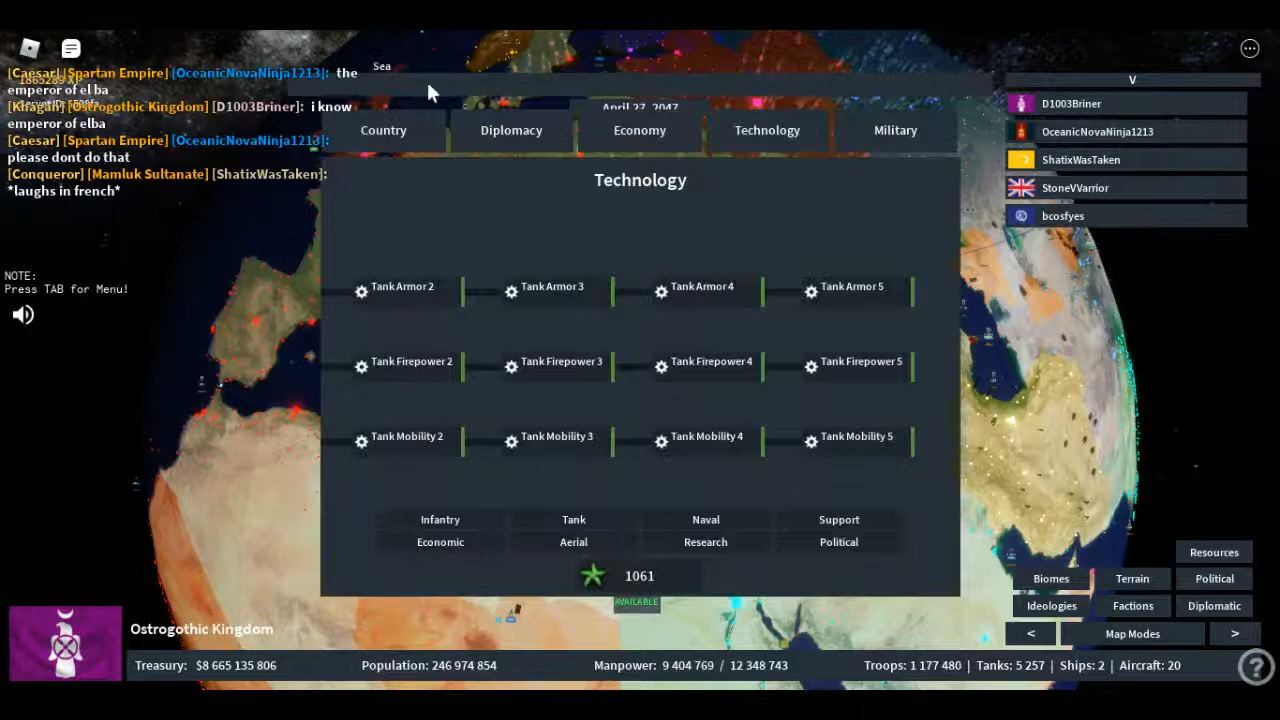 Sea
[Caesar] [Spartan Empire] [OceanicNovaNinja1213]: the
emperor of el ba
[Khagan] [Ostrogothic Kingdom] [D1003Briner]: i know
emperor of elba
[Caesar] [Spartan Empire] [OceanicNovaNinja1213]:
please dont do that
[Conqueror] [Mamluk Sultanate] [ShatixWasTaken]:
*laughs in french*
NOTE:
Press TAB for Menu!
April 27, 2047
Country
Diplomacy
Economy
Technology
Military
Technology
Tank Armor 2
Tank Armor 3
Tank Armor 4
Tank Armor 5
Tank Firepower 2
Tank Firepower 3
Tank Firepower 4
Tank Firepower 5
Tank Mobility 2
Tank Mobility 3
Tank Mobility 4
Tank Mobility 5
Infantry
Tank
Naval
Support
Economic
Aerial
Research
Political
1061
AVAILABLE
V
D1003Briner
OceanicNovaNinja1213
ShatixWasTaken
StoneVVarrior
bcosfyes
Resources
Biomes
Terrain
Political
Ideologies
Factions
Diplomatic
<
Map Modes
>
Ostrogothic Kingdom
Treasury: $8 665 135 806
Population: 246 974 854
Manpower: 9 404 769 / 12 348 743
Troops: 1 177 480 | Tanks: 5 257 | Ships: 2 | Aircraft: 20
?